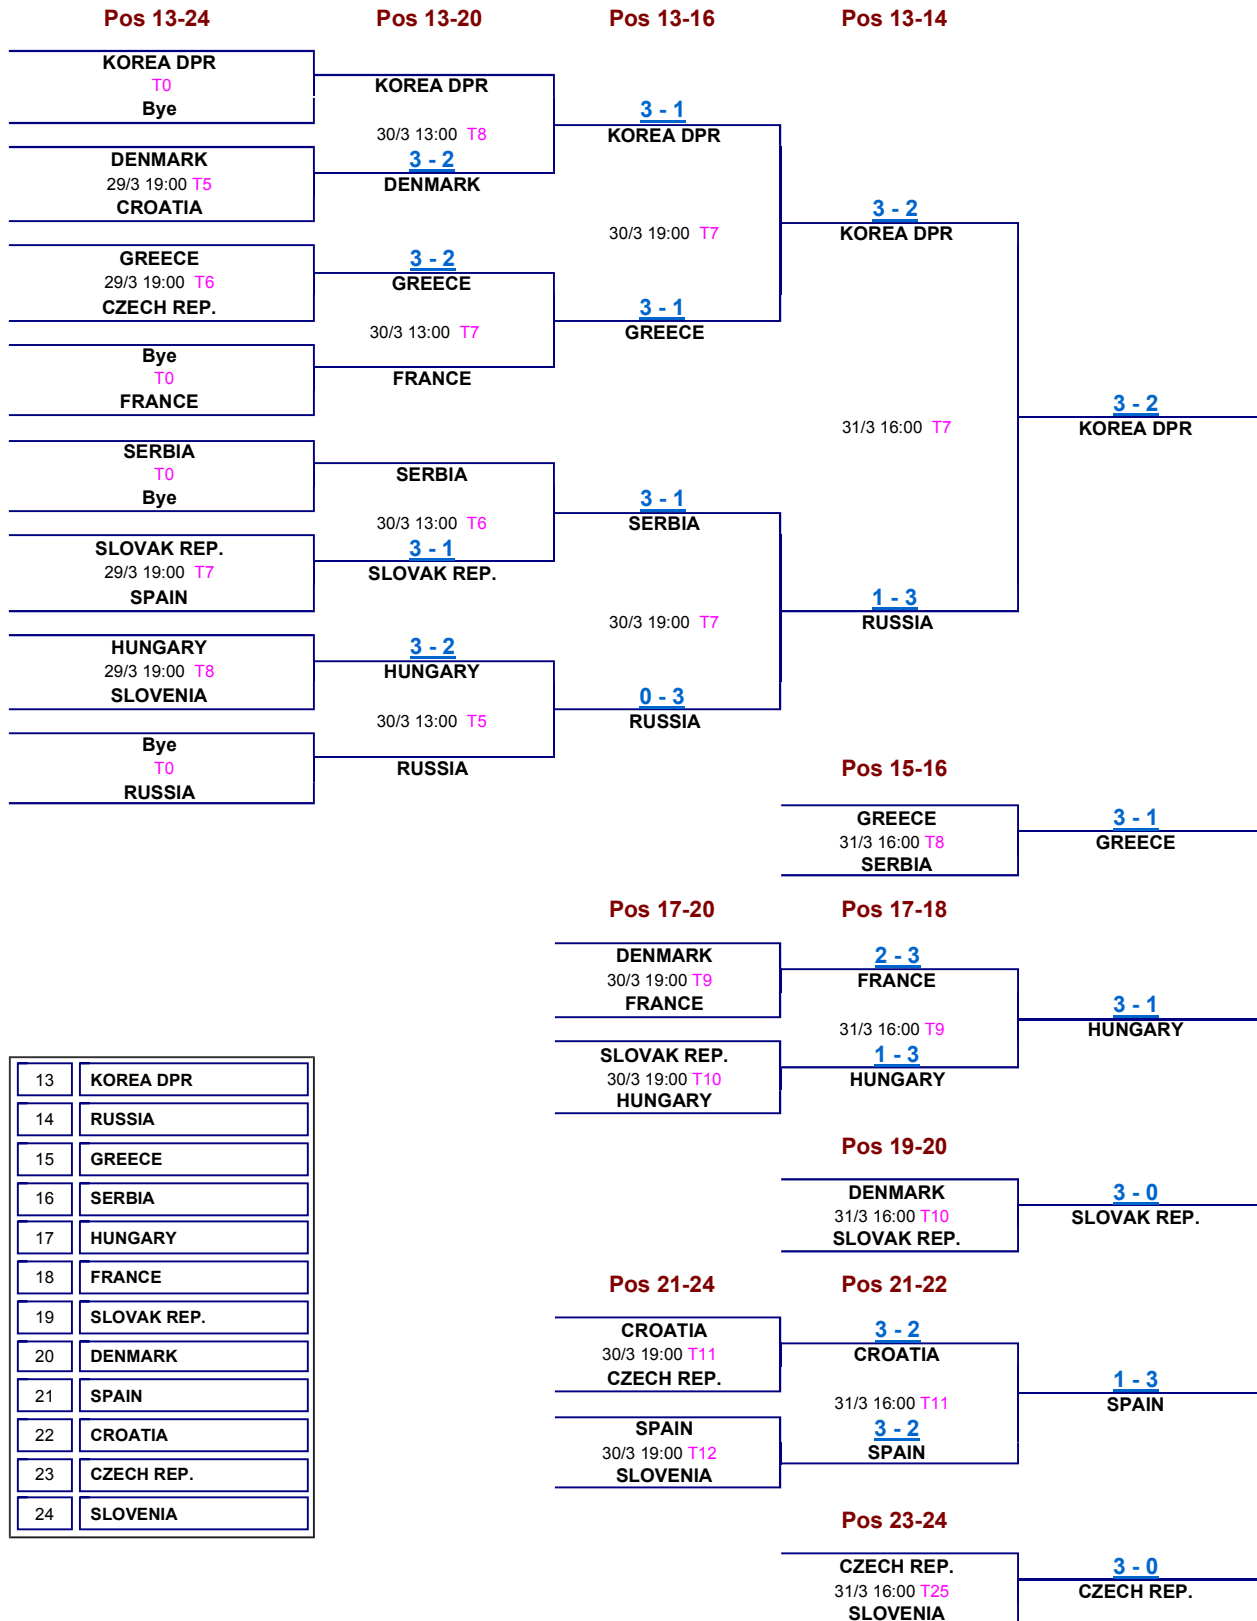 Pos 13-24
Pos 13-20
Pos 13-16
Pos 13-14
KOREA DPR
T0
Bye
DENMARK
29/3 19:00 T5
CROATIA
GREECE
29/3 19:00 T6
CZECH REP.
Bye
T0
FRANCE
SERBIA
T0
Bye
SLOVAK REP.
29/3 19:00 T7
SPAIN
HUNGARY
29/3 19:00 T8
SLOVENIA
Bye
T0
RUSSIA
KOREA DPR
30/3 13:00 T8
3 - 2
DENMARK
3 - 2
GREECE
30/3 13:00 T7
FRANCE
SERBIA
30/3 13:00 T6
3 - 1
SLOVAK REP.
3 - 2
HUNGARY
30/3 13:00 T5
RUSSIA
3 - 1
KOREA DPR
30/3 19:00 T7
3 - 1
GREECE
3 - 1
SERBIA
30/3 19:00 T7
0 - 3
RUSSIA
3 - 2
KOREA DPR
31/3 16:00 T7
1 - 3
RUSSIA
3 - 2
KOREA DPR
Pos 15-16
GREECE
31/3 16:00 T8
SERBIA
3 - 1
GREECE
Pos 17-20
Pos 17-18
DENMARK
30/3 19:00 T9
FRANCE
SLOVAK REP.
30/3 19:00 T10
HUNGARY
2 - 3
FRANCE
31/3 16:00 T9
1 - 3
HUNGARY
3 - 1
HUNGARY
Pos 19-20
DENMARK
31/3 16:00 T10
SLOVAK REP.
3 - 0
SLOVAK REP.
Pos 21-24
Pos 21-22
CROATIA
30/3 19:00 T11
CZECH REP.
SPAIN
30/3 19:00 T12
SLOVENIA
3 - 2
CROATIA
31/3 16:00 T11
3 - 2
SPAIN
1 - 3
SPAIN
Pos 23-24
CZECH REP.
31/3 16:00 T25
SLOVENIA
3 - 0
CZECH REP.
13 KOREA DPR
14 RUSSIA
15 GREECE
16 SERBIA
17 HUNGARY
18 FRANCE
19 SLOVAK REP.
20 DENMARK
21 SPAIN
22 CROATIA
23 CZECH REP.
24 SLOVENIA